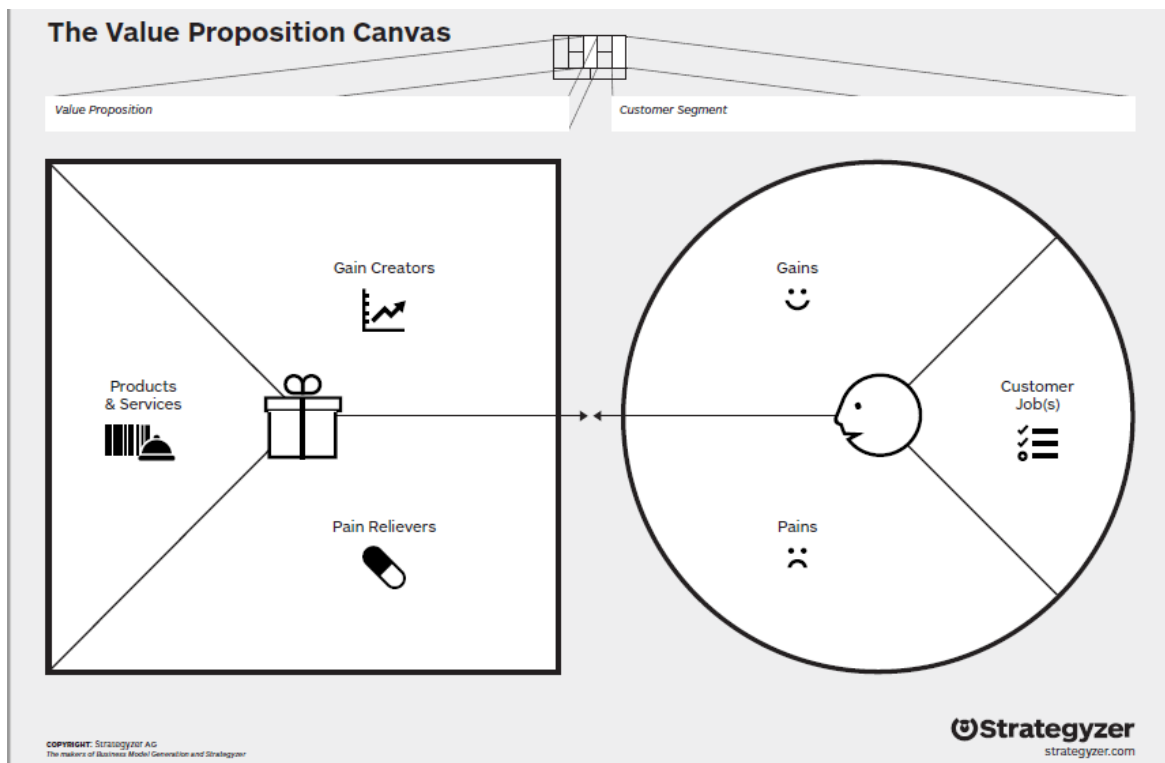 The Value Proposition Canvas
Value Proposition
Customer Segment
Gain Creators
Gains
Products
& Services
Customer
Job(s)
Pain Relievers
Pains
COPYRIGHT: Strategyzer AG
The makers of Business Model Generation and Strategyzer
Strategyzer
strategyzer.com